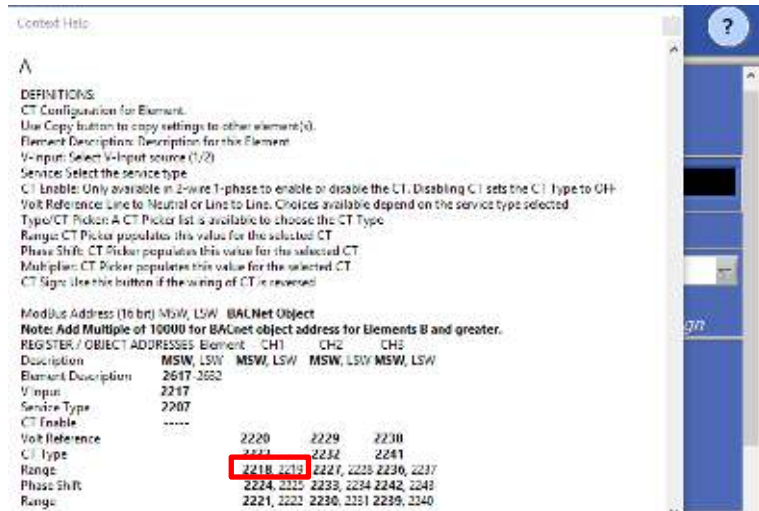 Context Help
?
A
DEFINITIONS:
CT Configuration for Element.
Use Copy button to copy settings to other element(s).
Element Description: Description for this Element
V-Input: Select V-Input source (1/2)
Service: Select the service type
CT Enable: Only available in 2-wire 1-phase to enable or disable the CT. Disabling CT sets the CT Type to OFF
Volt Reference: Line to Neutral or Line to Line. Choices available depend on the service type selected
Type/CT Picker: A CT Picker list is available to choose the CT Type
Range: CT Picker populates this value for the selected CT
Phase Shift: CT Picker populates this value for the selected CT
Multiplier: CT Picker populates this value for the selected CT
CT Sign: Use this button if the wiring of CT is reversed
ModBus Address (16 bit) MSW, LSW BACNet Object
Note: Add Multiple of 10000 for BACnet object address for Elements B and greater.
REGISTER / OBJECT ADDRESSES Element CH1 CH2 CH3
Description MSW, LSW MSW, LSW MSW, LSW MSW, LSW
Element Description 2617-2632
V Input 2217
Service Type 2207
CT Enable -----
Volt Reference 2220 2229 2238
CT Type 2232 2241
Range 2218, 2219 2227, 2228 2236, 2237
Phase Shift 2224, 2225 2233, 2234 2242, 2243
Range 2221, 2222 2230, 2231 2239, 2240
gn